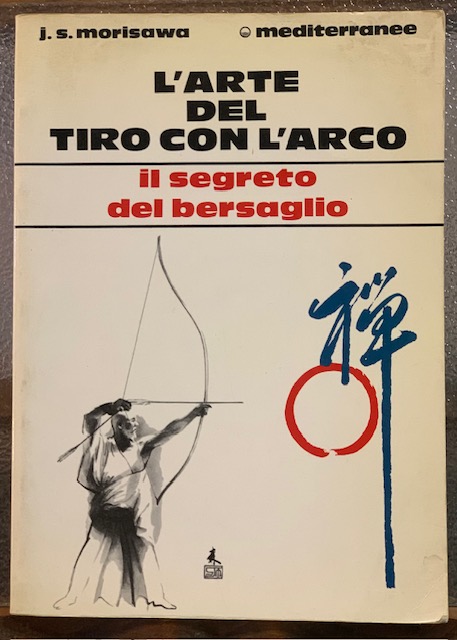 j. s. morisawa
mediterranee
L'ARTE
DEL
TIRO CON L'ARCO
il segreto
del bersaglio
禅